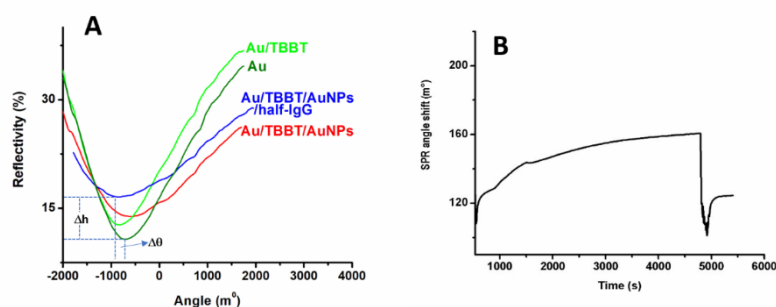 A
Au/TBBT
Au
Au/TBBT/AuNPs
/half-IgG
Au/TBBT/AuNPs
Δh
Δθ
Reflectivity (%)
30
15
-2000 -1000 0 1000 2000 3000 4000
Angle (m⁰)
B
SPR angle shift (m°)
200
160
120
1000 2000 3000 4000 5000 6000
Time (s)